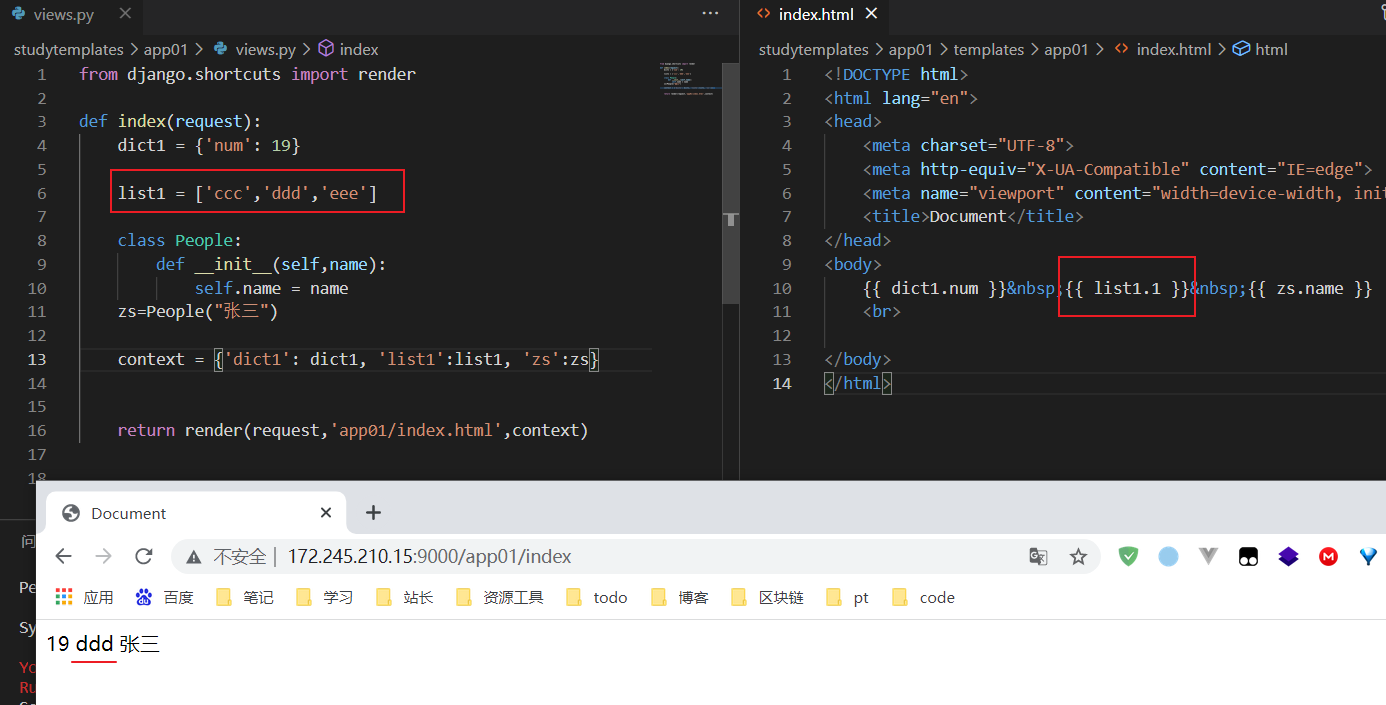 views.py
studytemplates > app01 > views.py > index
1 from django.shortcuts import render
2
3 def index(request):
4 dict1 = {'num': 19}
5
6 list1 = ['ccc','ddd','eee']
7
8 class People:
9 def __init__(self,name):
10 self.name = name
11 zs=People("张三")
12
13 context = {'dict1': dict1, 'list1':list1, 'zs':zs}
14
15
16 return render(request,'app01/index.html',context)
17
18
index.html
studytemplates > app01 > templates > app01 > index.html > html
1 <!DOCTYPE html>
2 <html lang="en">
3 <head>
4 <meta charset="UTF-8">
5 <meta http-equiv="X-UA-Compatible" content="IE=edge">
6 <meta name="viewport" content="width=device-width, init
7 <title>Document</title>
8 </head>
9 <body>
10 {{ dict1.num }}&nbsp;{{ list1.1 }}&nbsp;{{ zs.name }}
11 <br>
12
13 </body>
14 </html>
Document
不安全 | 172.245.210.15:9000/app01/index
应用 百度 笔记 学习 站长 资源工具 todo 博客 区块链 pt code
19 ddd 张三